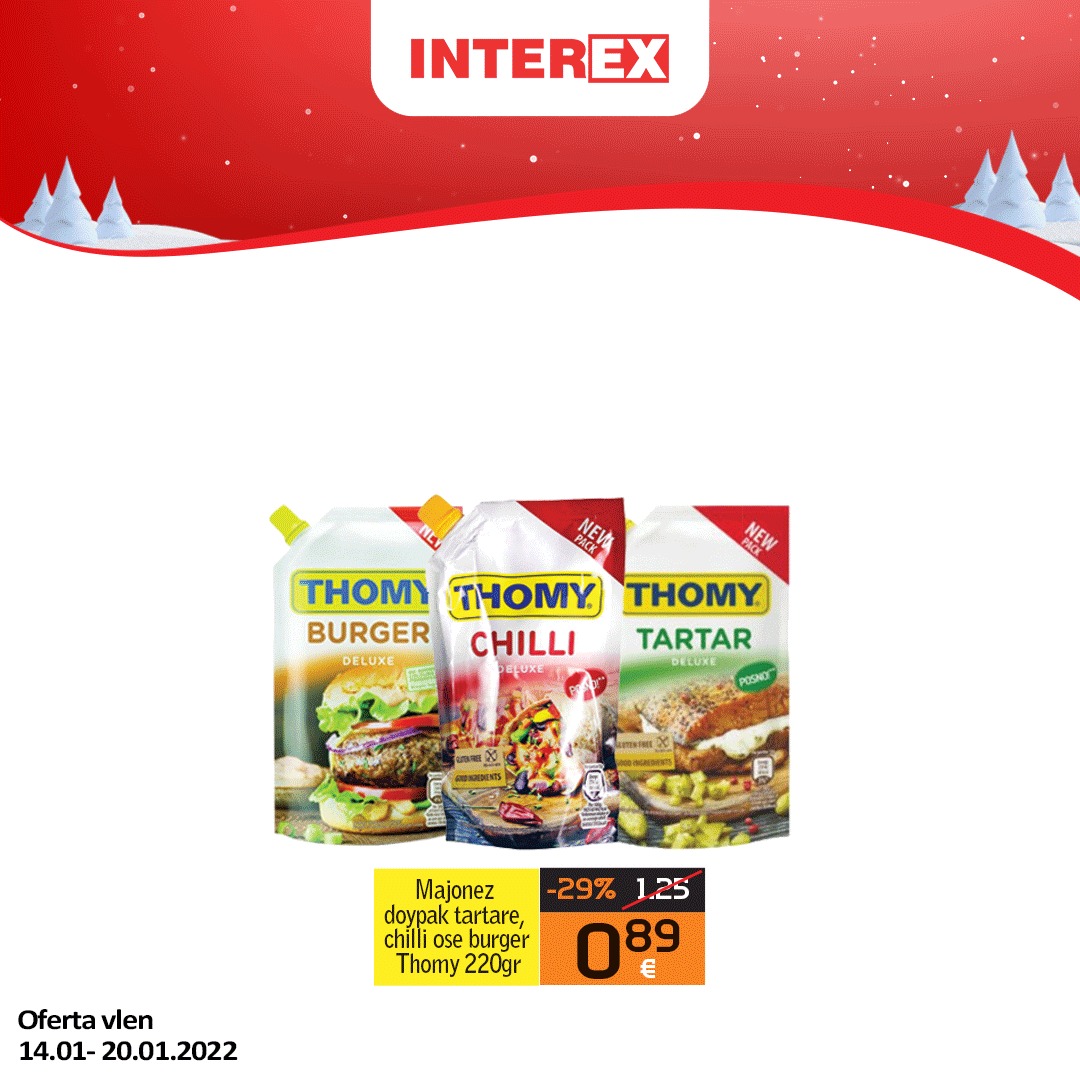 INTEREX
NEW
PACK
NEW
PACK
THOMY
BURGER
DELUXE
THOMY
CHILLI
DELUXE
POSNO!
GLUTEN FREE
GOOD INGREDIENTS
THOMY
TARTAR
DELUXE
POSNO!
GLUTEN FREE
GOOD INGREDIENTS
Majonez
doypak tartare,
chilli ose burger
Thomy 220gr
-29% 1.25
0 89
€
Oferta vlen
14.01- 20.01.2022